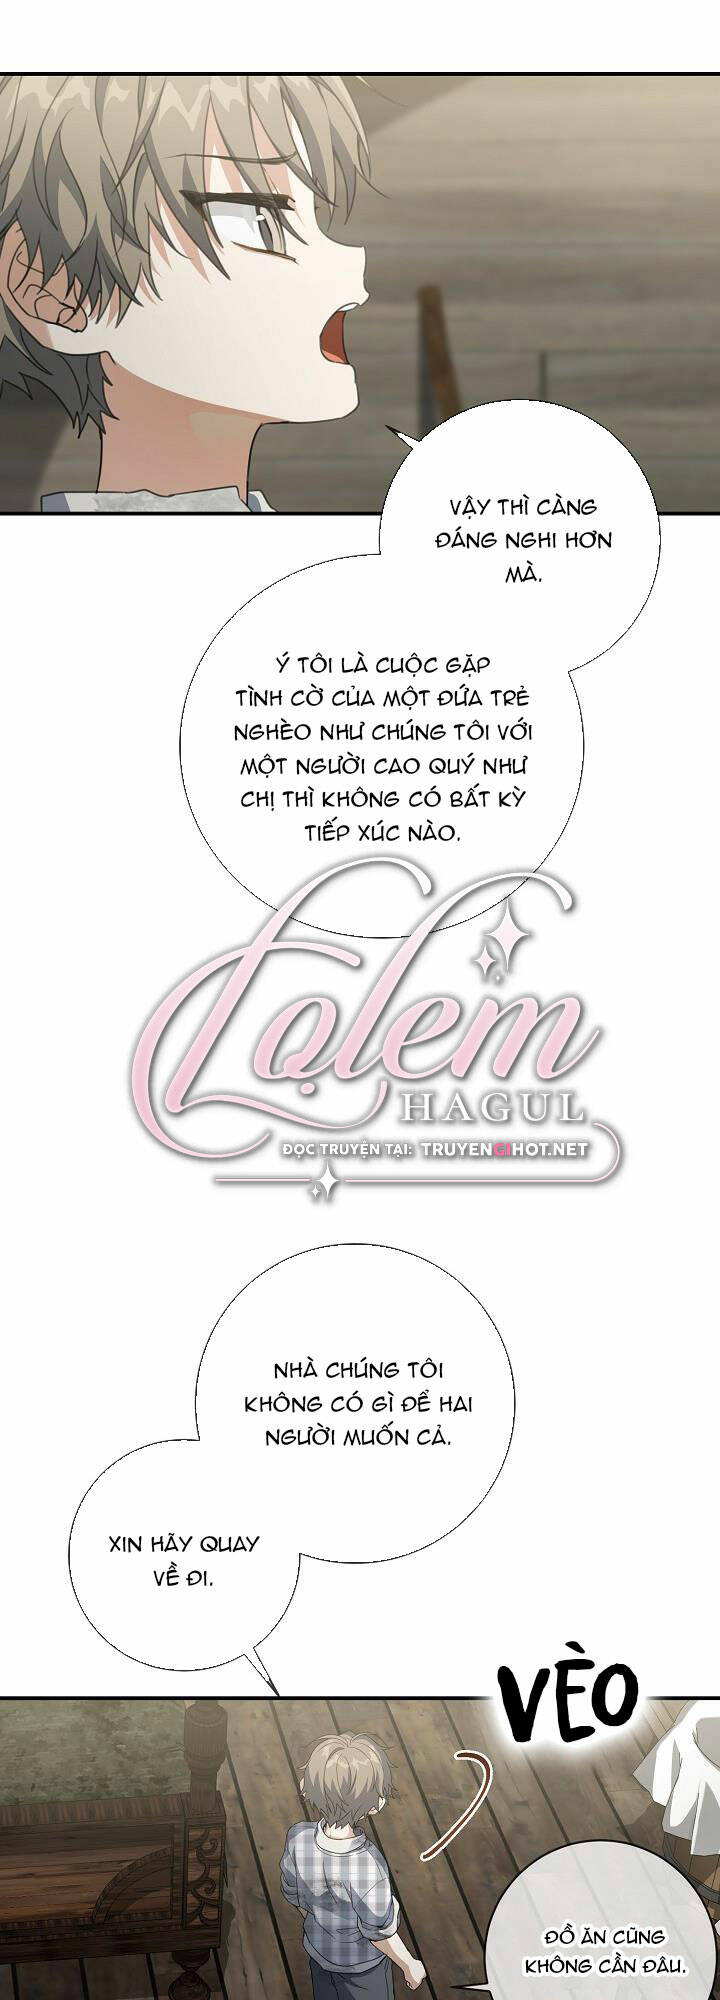 VẬY THÌ CÀNG
ĐÁNG NGHI HƠN
MÀ.
Ý TÔI LÀ CUỘC GẶP
TÌNH CỜ CỦA MỘT ĐỨA TRẺ
NGHÈO NHƯ CHÚNG TÔI VỚI
MỘT NGƯỜI CAO QUÝ NHƯ
CHỊ THÌ KHÔNG CÓ BẤT KỲ
TIẾP XÚC NÀO.
Lọlem
HAGUL
ĐỌC TRUYỆN TẠI: TRUYENGIHOT.NET
NHÀ CHÚNG TÔI
KHÔNG CÓ GÌ ĐỂ HAI
NGƯỜI MUỐN CẢ.
XIN HÃY QUAY
VỀ ĐI.
VÈO
ĐỒ ĂN CŨNG
KHÔNG CẦN ĐÂU.